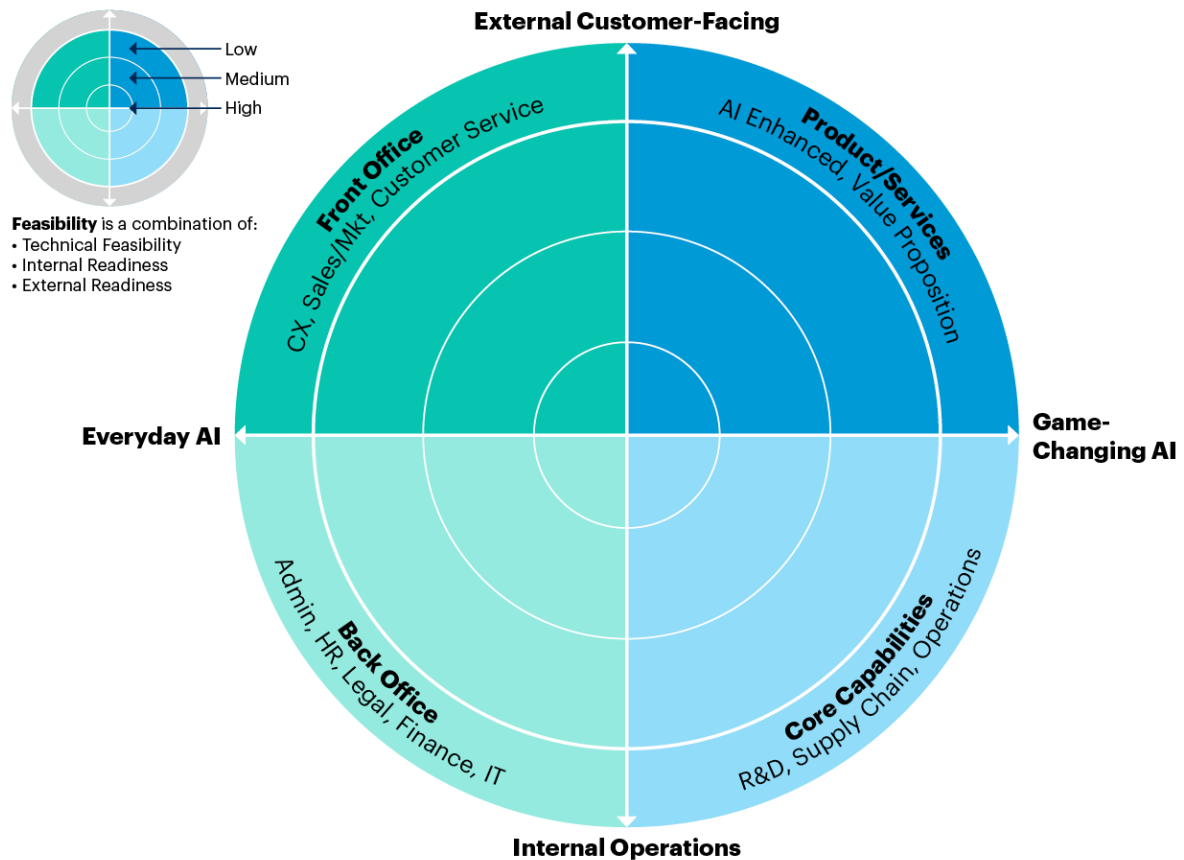 External Customer-Facing
Low
Medium
High
Feasibility is a combination of:
• Technical Feasibility
• Internal Readiness
• External Readiness
Front Office
CX, Sales/Mkt, Customer Service
Product/Services
AI Enhanced, Value Proposition
Everyday AI
Game-
Changing AI
Back Office
Admin, HR, Legal, Finance, IT
Core Capabilities
R&D, Supply Chain, Operations
Internal Operations